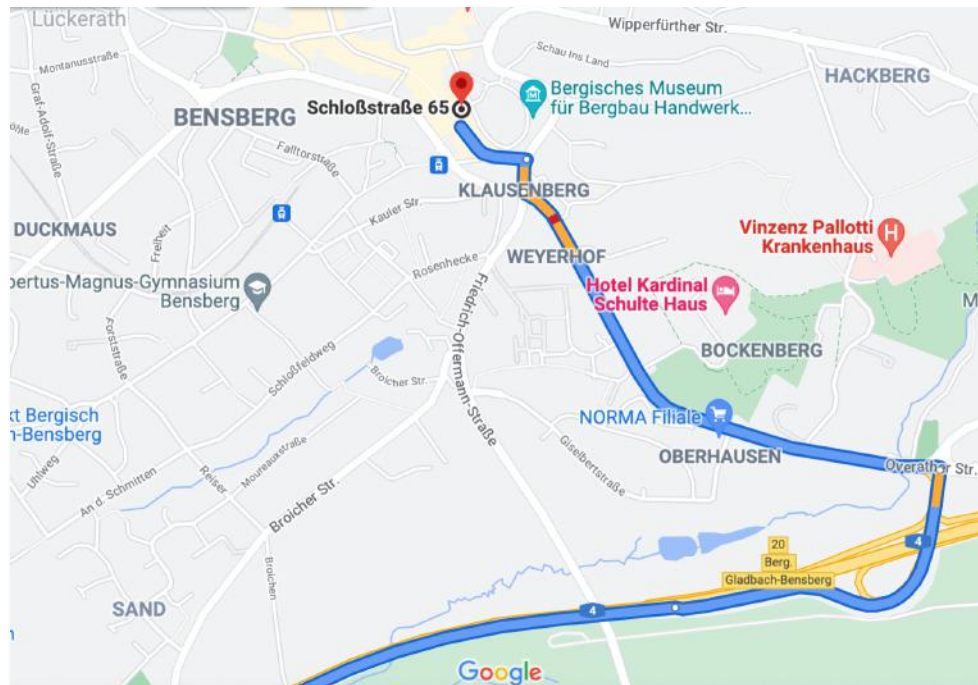 Lückerath
Wipperfürther Str.
Schau Ins Land
Montanusstraße
HACKBERG
Graf-Adolf-Straße
Schloßstraße 65
Bergisches Museum
für Bergbau Handwerk...
BENSBERG
Falltorstraße
KLAUSENBERG
Kauler Str.
Vinzenz Pallotti
Krankenhaus
H
DUCKMAUS
Freiheit
WEYERHOF
Rosenhecke
pertus-Magnus-Gymnasium
Bensberg
Hotel Kardinal
Schulte Haus
M
Friedrich-Offermann-Straße
Forststraße
Schloßfeldweg
BOCKENBERG
Broicher Str.
kt Bergisch
n-Bensberg
NORMA Filiale
Uhlweg
Moureauxstraße
Giselbertstraße
OBERHAUSEN
Overather Str.
An d. Schmitten
Reiser
Broicher Str.
4
20
Berg.
Gladbach-Bensberg
Broichen
SAND
4
n
Google